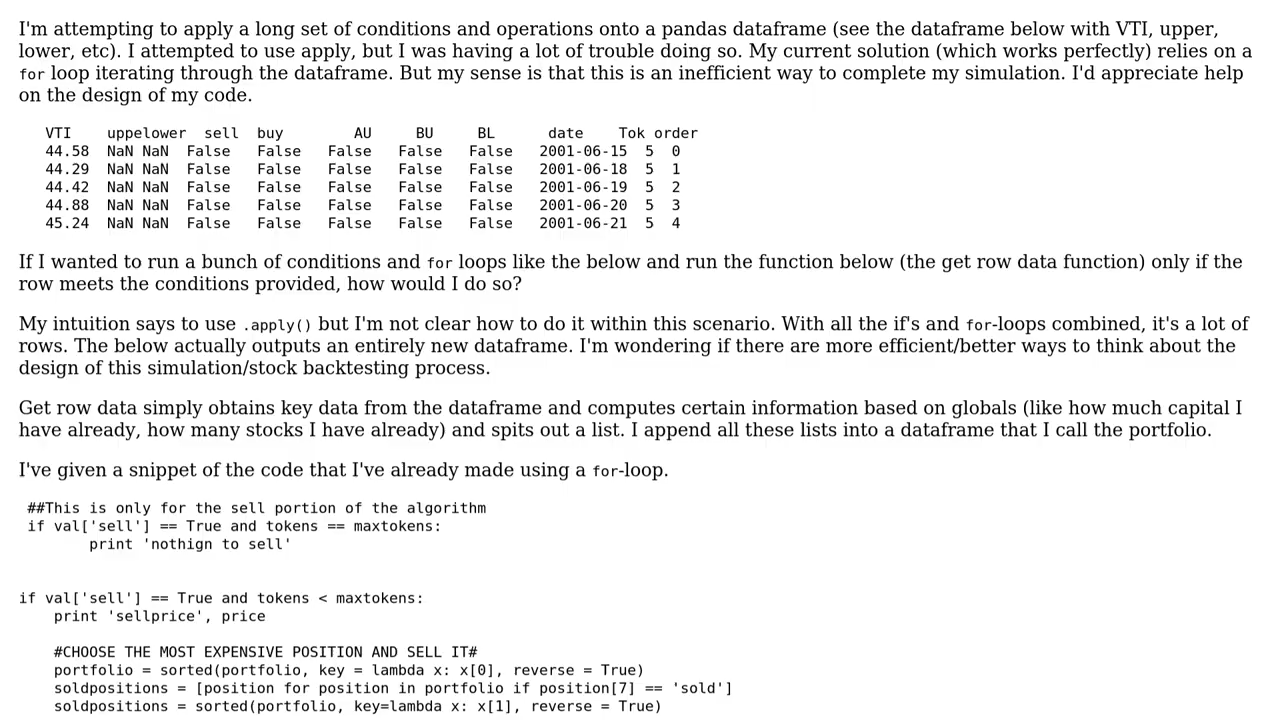 I'm attempting to apply a long set of conditions and operations onto a pandas dataframe (see the dataframe below with VTI, upper,
lower, etc). I attempted to use apply, but I was having a lot of trouble doing so. My current solution (which works perfectly) relies on a
for loop iterating through the dataframe. But my sense is that this is an inefficient way to complete my simulation. I'd appreciate help
on the design of my code.
   VTI    uppelower  sell  buy        AU     BU     BL      date    Tok order
   44.58  NaN NaN  False   False   False   False   False   2001-06-15  5  0
   44.29  NaN NaN  False   False   False   False   False   2001-06-18  5  1
   44.42  NaN NaN  False   False   False   False   False   2001-06-19  5  2
   44.88  NaN NaN  False   False   False   False   False   2001-06-20  5  3
   45.24  NaN NaN  False   False   False   False   False   2001-06-21  5  4
If I wanted to run a bunch of conditions and for loops like the below and run the function below (the get row data function) only if the
row meets the conditions provided, how would I do so?
My intuition says to use .apply() but I'm not clear how to do it within this scenario. With all the if's and for-loops combined, it's a lot of
rows. The below actually outputs an entirely new dataframe. I'm wondering if there are more efficient/better ways to think about the
design of this simulation/stock backtesting process.
Get row data simply obtains key data from the dataframe and computes certain information based on globals (like how much capital I
have already, how many stocks I have already) and spits out a list. I append all these lists into a dataframe that I call the portfolio.
I've given a snippet of the code that I've already made using a for-loop.
 ##This is only for the sell portion of the algorithm
 if val['sell'] == True and tokens == maxtokens:
        print 'nothign to sell'
if val['sell'] == True and tokens < maxtokens:
    print 'sellprice', price
    #CHOOSE THE MOST EXPENSIVE POSITION AND SELL IT#
    portfolio = sorted(portfolio, key = lambda x: x[0], reverse = True)
    soldpositions = [position for position in portfolio if position[7] == 'sold']
    soldpositions = sorted(portfolio, key=lambda x: x[1], reverse = True)